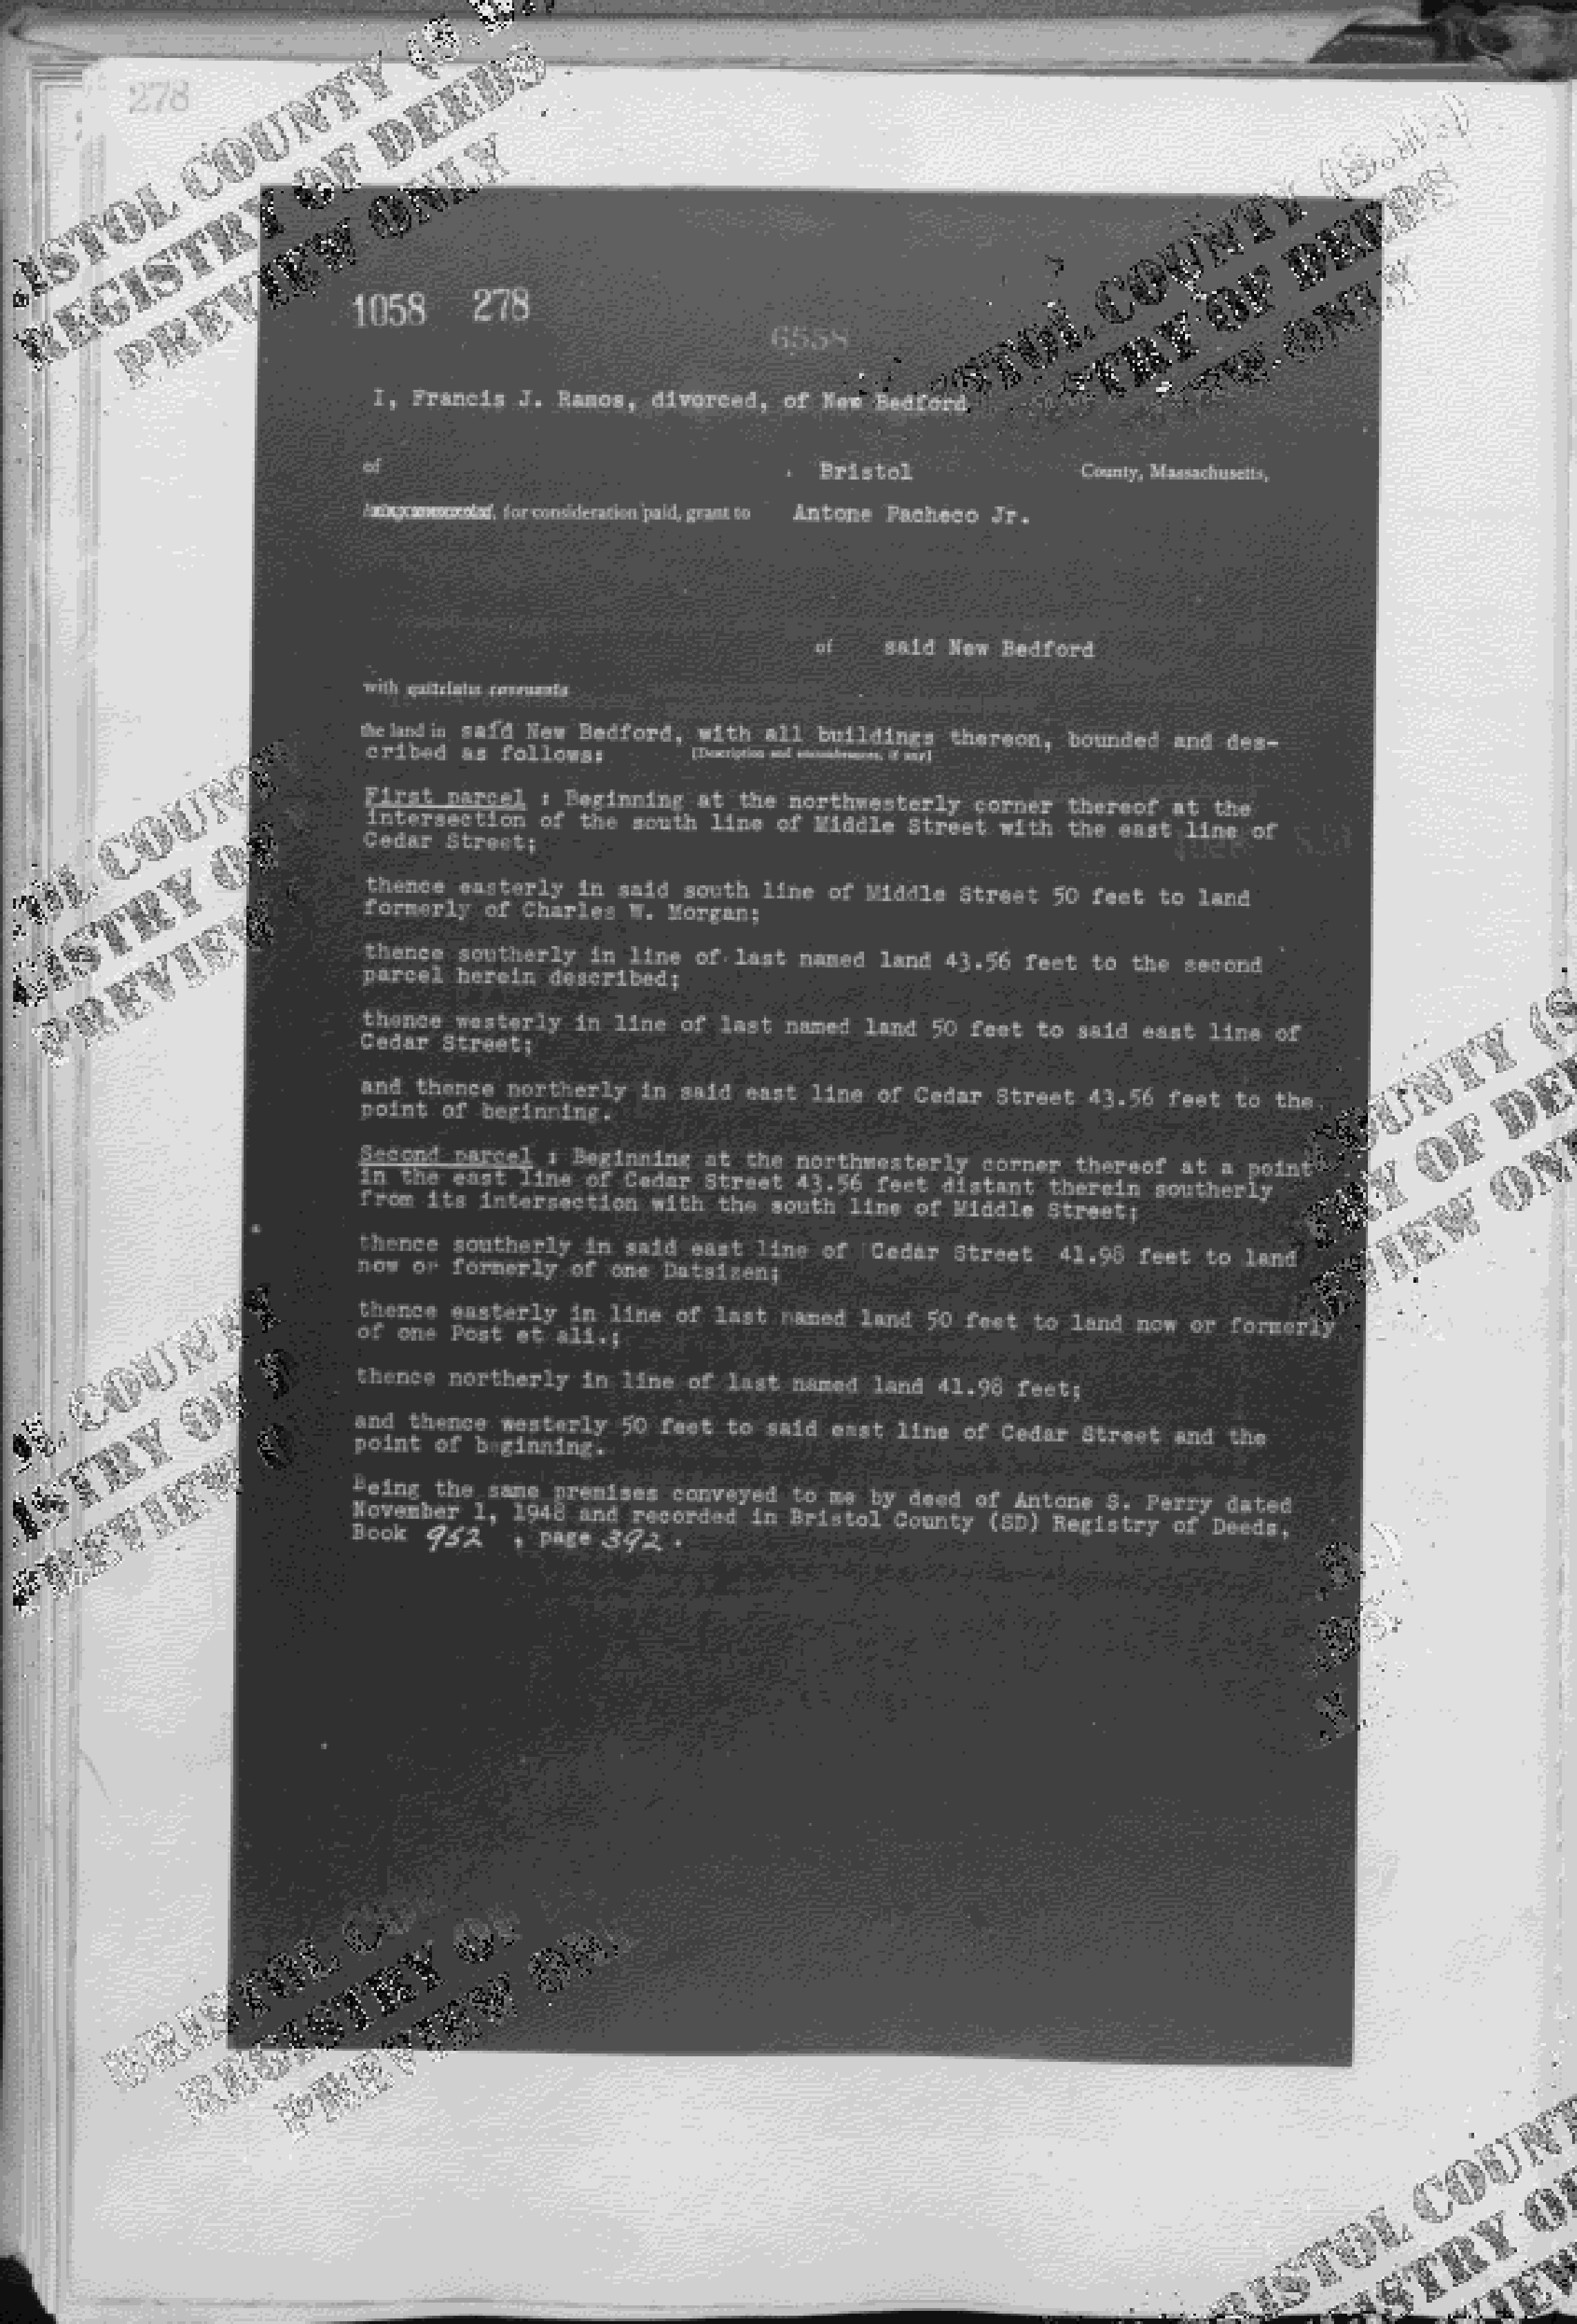 278
1058 278
6558
I, Francis J. Ramos, divorced, of New Bedford
of Bristol County, Massachusetts,
for consideration paid, grant to Antone Pacheco Jr.
of said New Bedford
with quitclaim covenants
the land in said New Bedford, with all buildings thereon, bounded and des-
cribed as follows:
[Description and encumbrances, if any]
First parcel : Beginning at the northwesterly corner thereof at the
intersection of the south line of Middle Street with the east line of
Cedar Street;
thence easterly in said south line of Middle Street 50 feet to land
formerly of Charles W. Morgan;
thence southerly in line of last named land 43.56 feet to the second
parcel herein described;
thence westerly in line of last named land 50 feet to said east line of
Cedar Street;
and thence northerly in said east line of Cedar Street 43.56 feet to the
point of beginning.
Second parcel : Beginning at the northwesterly corner thereof at a point
in the east line of Cedar Street 43.56 feet distant therein southerly
from its intersection with the south line of Middle Street;
thence southerly in said east line of Cedar Street 41.98 feet to land
now or formerly of one Datsizen;
thence easterly in line of last named land 50 feet to land now or formerly
of one Post et ali.;
thence northerly in line of last named land 41.98 feet;
and thence westerly 50 feet to said east line of Cedar Street and the
point of beginning.
Being the same premises conveyed to me by deed of Antone S. Perry dated
November 1, 1948 and recorded in Bristol County (SD) Registry of Deeds,
Book 952 , page 392.
BRISTOL COUNTY
REGISTRY OF DEEDS
PREVIEW ONLY